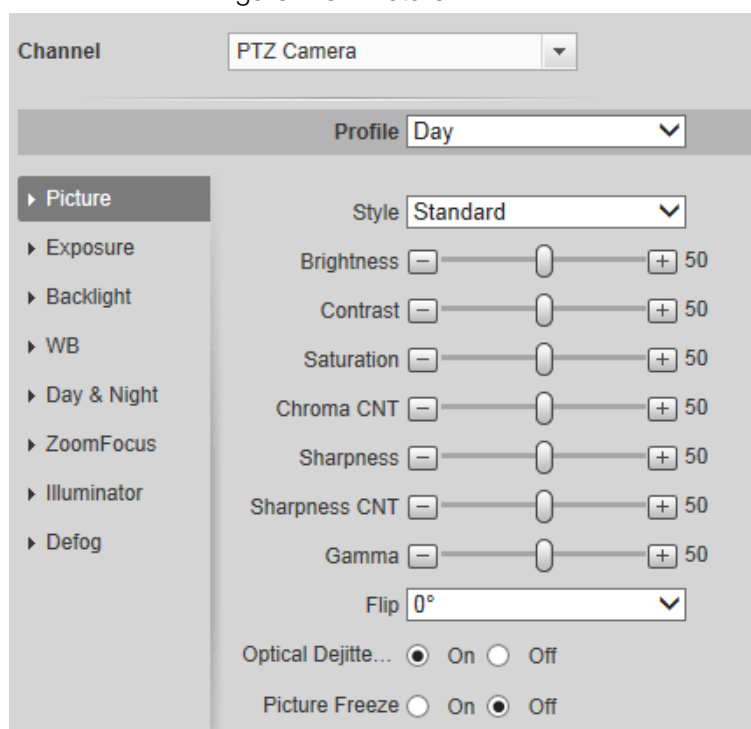 Channel PTZ Camera
Profile Day
Picture
Style Standard
Exposure
Brightness 50
Backlight
Contrast 50
WB
Saturation 50
Day & Night
Chroma CNT 50
ZoomFocus
Sharpness 50
Illuminator
Sharpness CNT 50
Defog
Gamma 50
Flip 0°
Optical Dejitte... On Off
Picture Freeze On Off